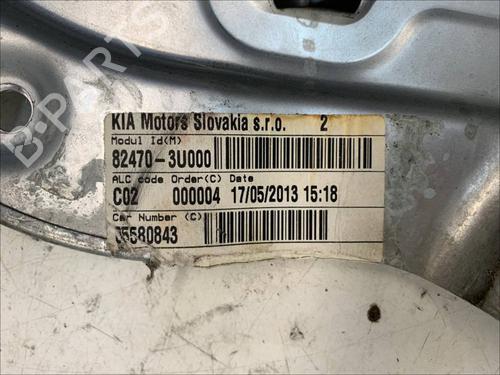 B-PARTS
KIA Motors Slovakia s.r.o. 2
Modul Id(M)
82470-3U000
ALC code Order(C) Date
C02 000004 17/05/2013 15:18
Car Number (C)
J5580843